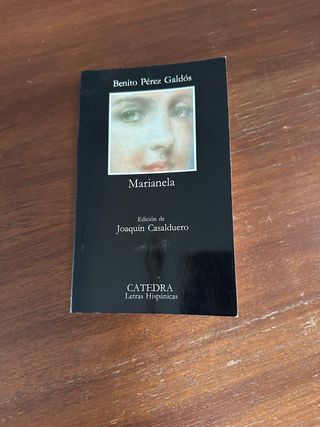 Benito Pérez Galdós
Marianela
Edición de
Joaquín Casalduero
CATEDRA
Letras Hispánicas